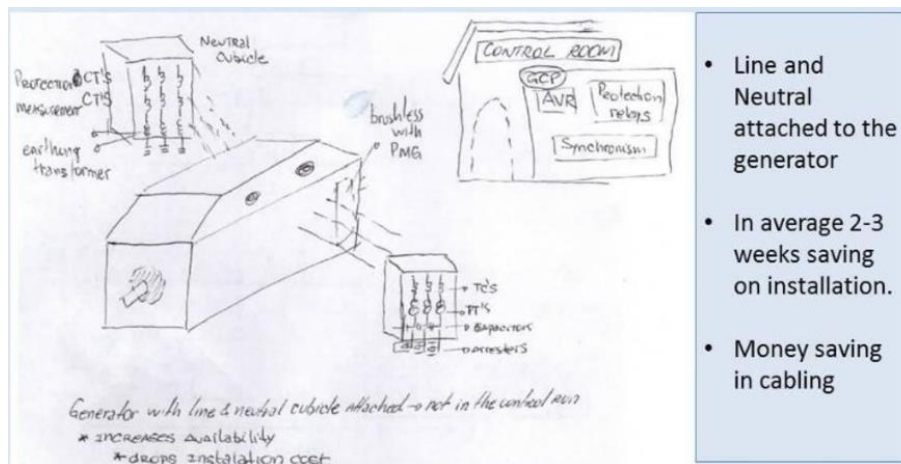 NEUTRAL
CUBICLE
PROTECTION CT'S
measurement CT'S
earthing
transformer
brushless
with
PMG
CONTROL ROOM
GCP
AVR
Protection
relays
Synchronism
TC'S
PT'S
CAPACITORS
arresters
Generator with line & neutral cubicle attached → not in the control
* INCREASES AVAILABILITY
* DROPS INSTALATION COST
• Line and
Neutral
attached to the
generator
• In average 2-3
weeks saving
on installation.
• Money saving
in cabling